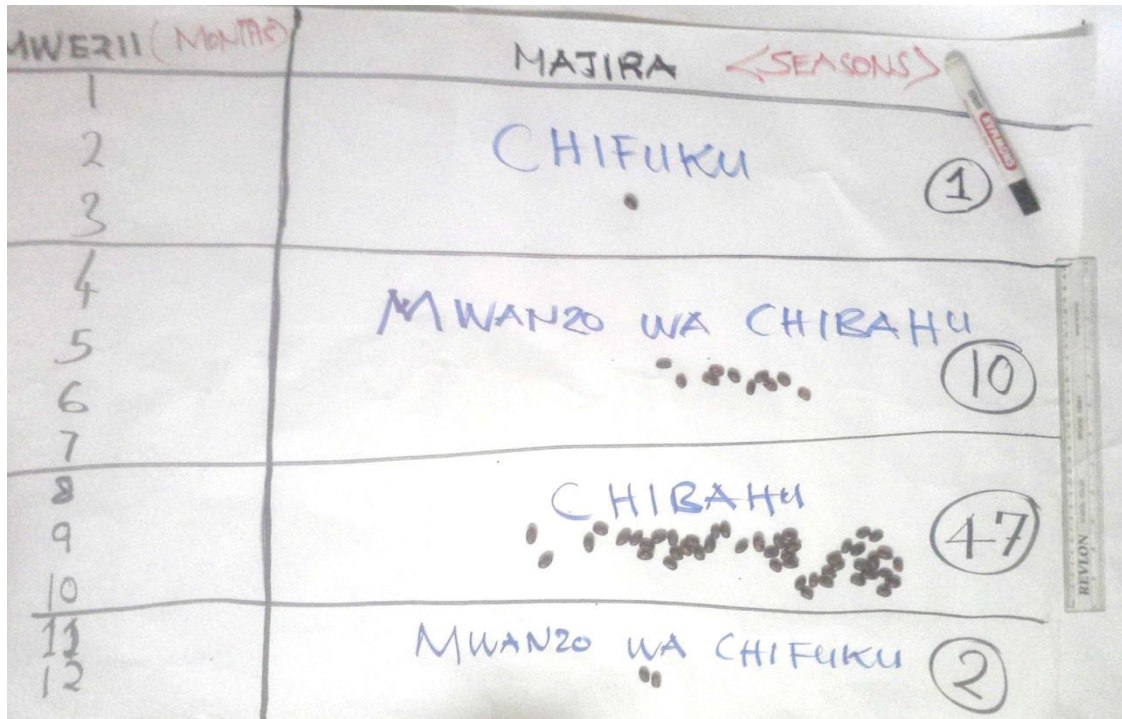 MWEZII (MONTHS) MAJIRA <SEASONS>
1
2 CHIFUKU
3 1
4
5 MWANZO WA CHIBAHU
6 10
7
8 CHIBAHU
9 47
10
11 MWANZO WA CHIFUKU
12 2
REVLON